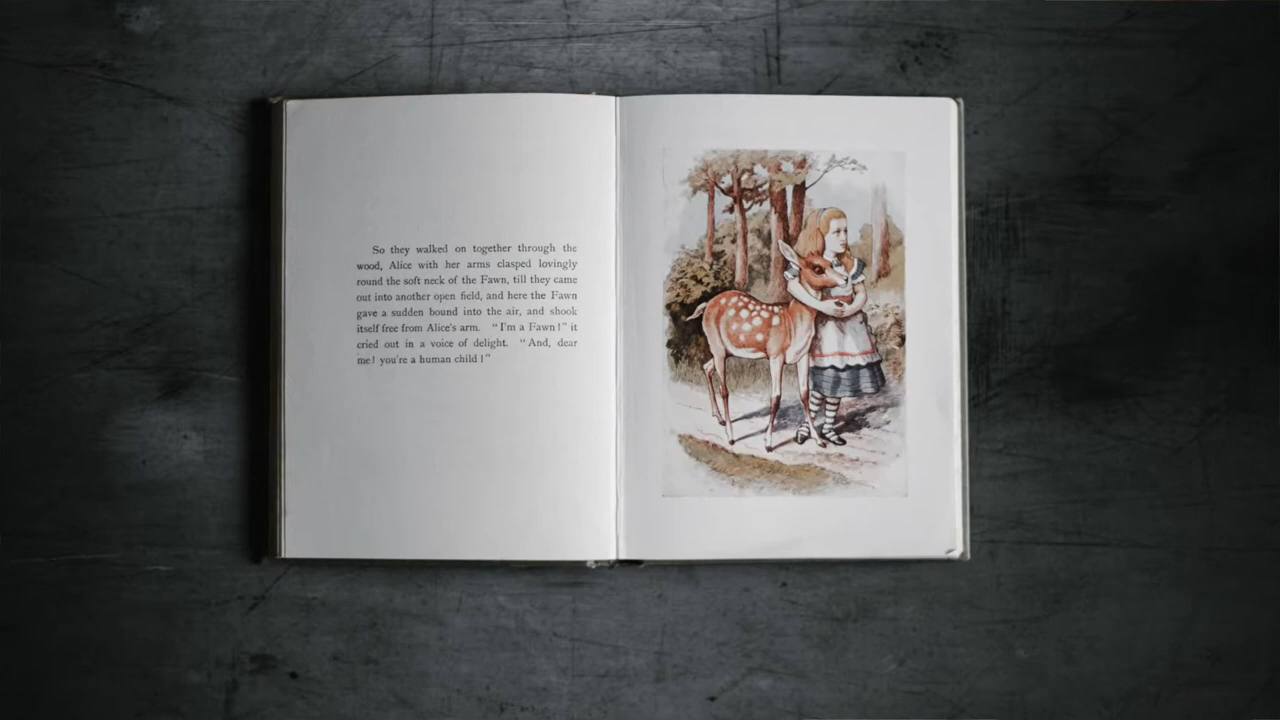 So they walked on together through the
wood, Alice with her arms clasped lovingly
round the soft neck of the Fawn, till they came
out into another open field, and here the Fawn
gave a sudden bound into the air, and shook
itself free from Alice's arm. "I'm a Fawn!" it
cried out in a voice of delight. "And, dear
me! you're a human child!"